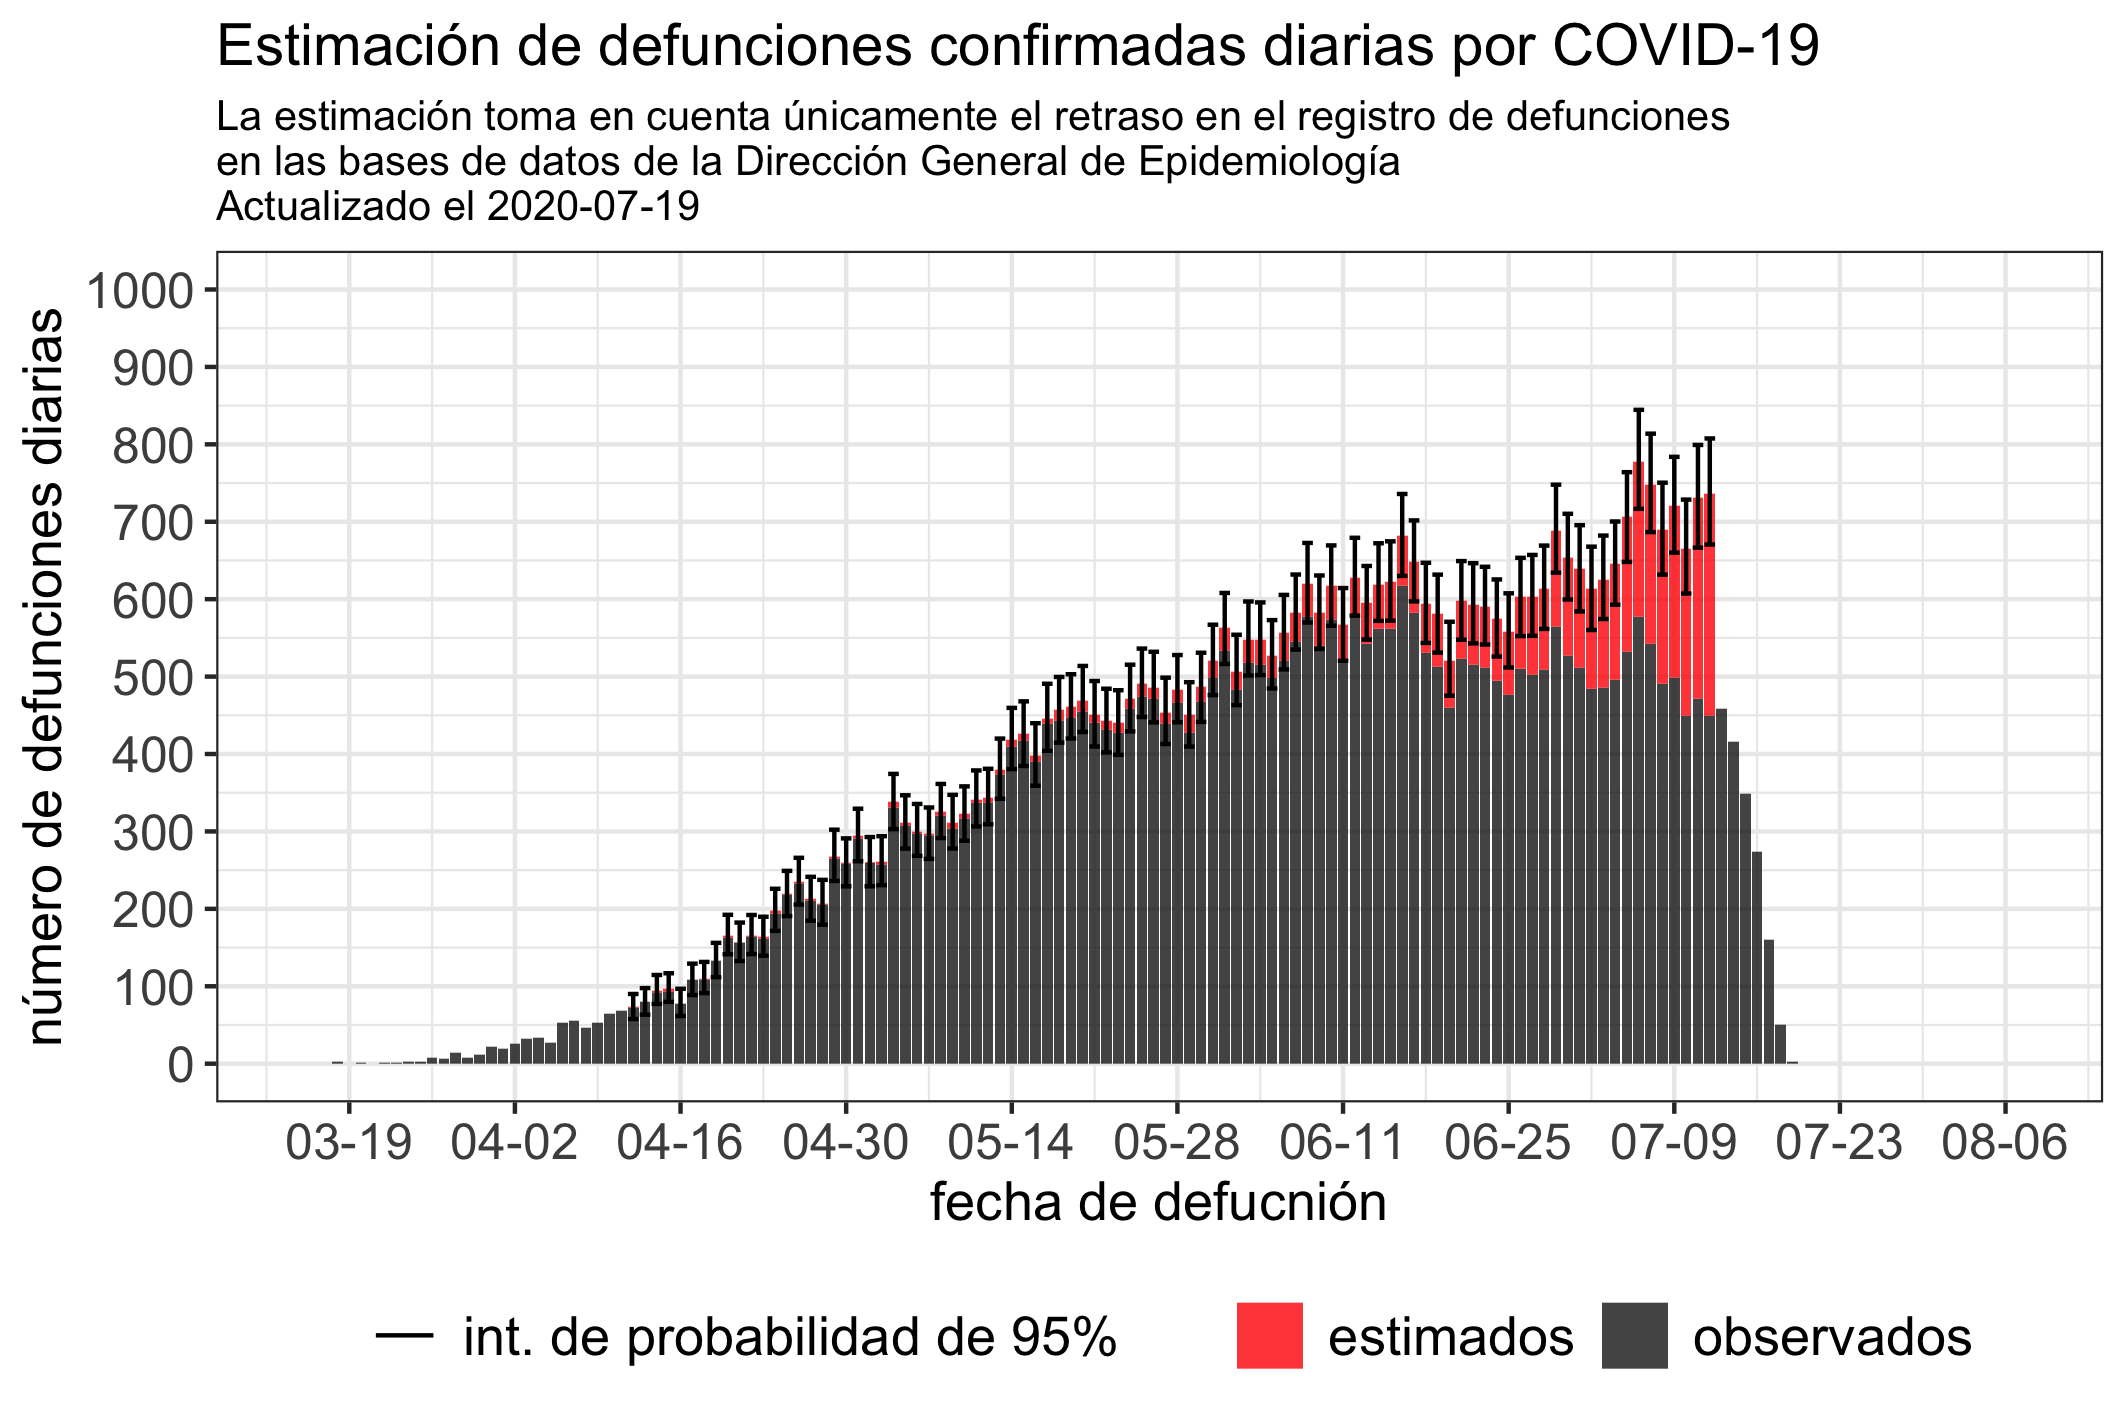 Estimación de defunciones confirmadas diarias por COVID-19
La estimación toma en cuenta únicamente el retraso en el registro de defunciones
en las bases de datos de la Dirección General de Epidemiología
Actualizado el 2020-07-19
número de defunciones diarias
1000
900
800
700
600
500
400
300
200
100
0
03-19 04-02 04-16 04-30 05-14 05-28 06-11 06-25 07-09 07-23 08-06
fecha de defucnión
int. de probabilidad de 95% estimados observados